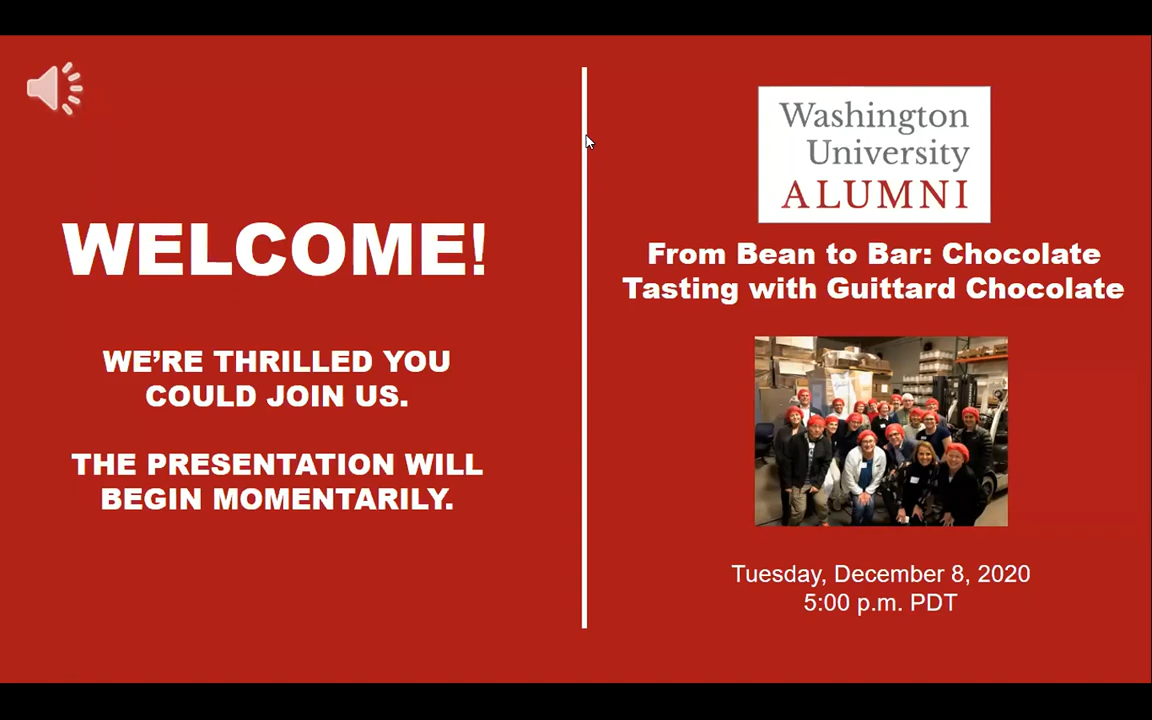 WELCOME!
WE’RE THRILLED YOU
COULD JOIN US.
THE PRESENTATION WILL
BEGIN MOMENTARILY.
Washington
University
ALUMNI
From Bean to Bar: Chocolate
Tasting with Guittard Chocolate
Tuesday, December 8, 2020
5:00 p.m. PDT